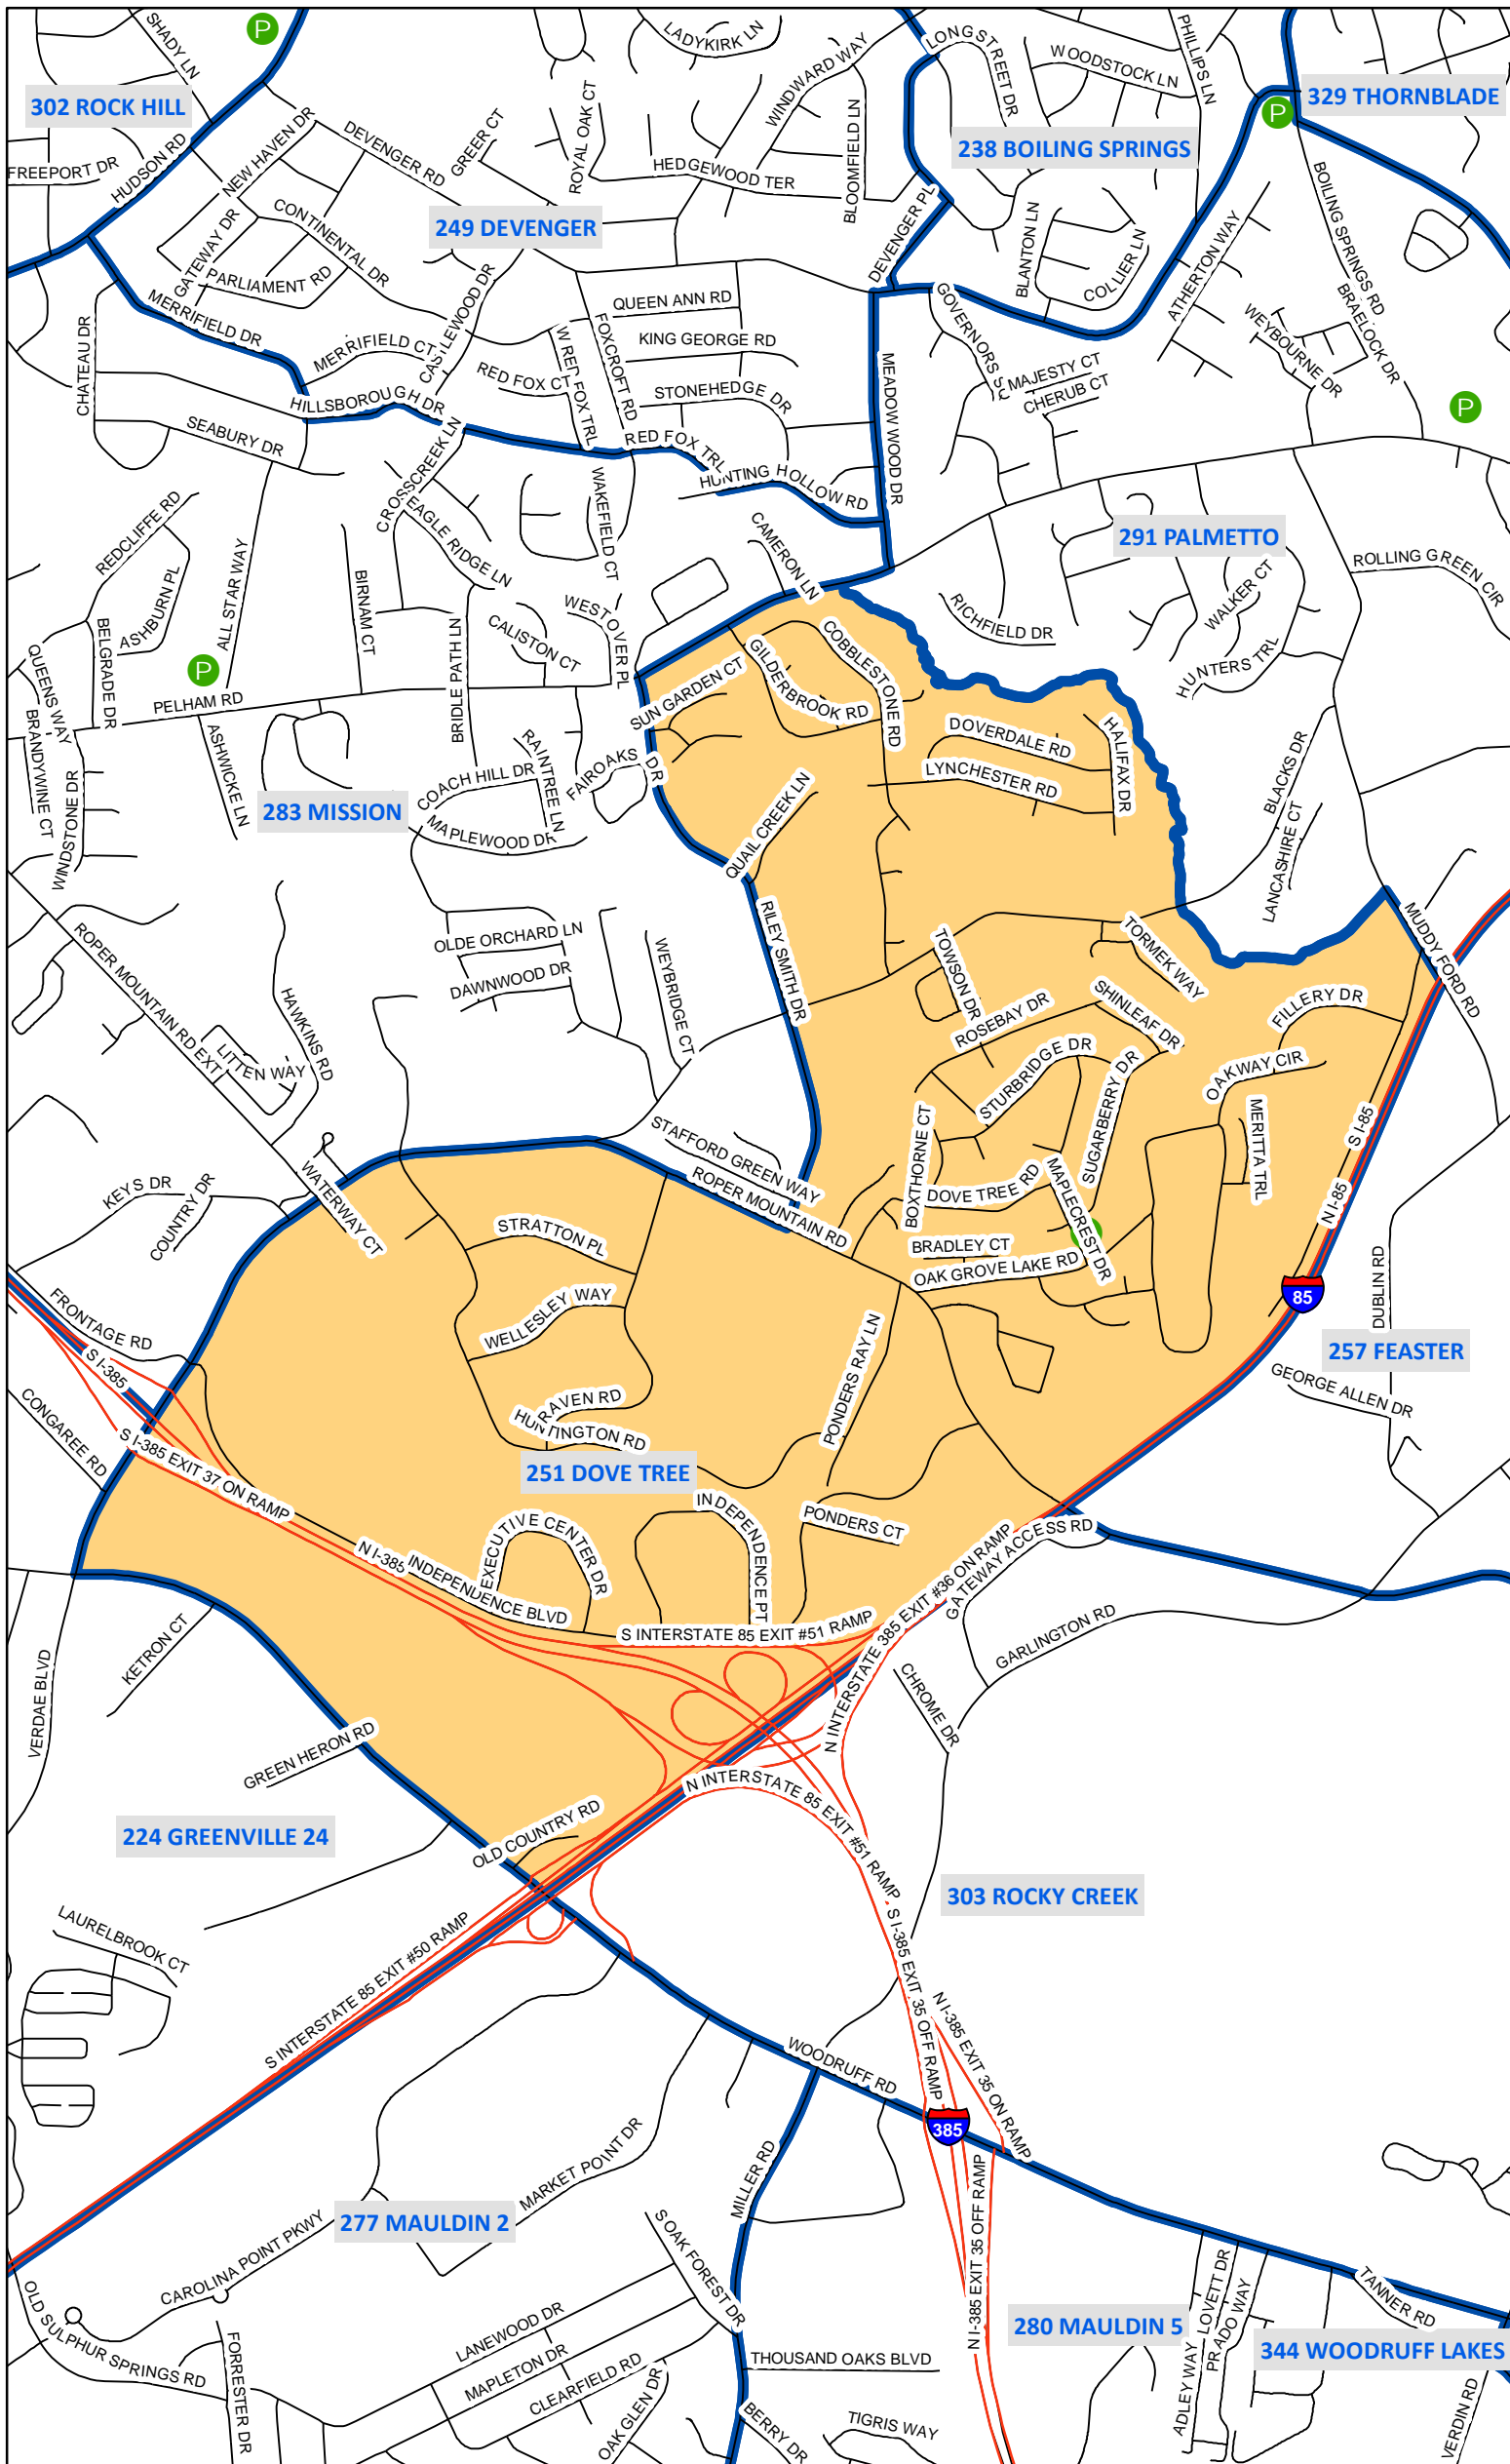 SHADY LN
P
LADYKIRK LN
WINDWARD WAY
LONGSTREET DR
WOODSTOCK LN
PHILLIPS LN
302 ROCK HILL
329 THORNBLADE
P
FREEPORT DR
HUDSON RD
NEW HAVEN DR
DEVENGER RD
GREER CT
ROYAL OAK CT
HEDGEWOOD TER
BLOOMFIELD LN
238 BOILING SPRINGS
BOILING SPRINGS RD
GATEWAY DR
CONTINENTAL DR
249 DEVENGER
DEVENGER PL
BLANTON LN
COLLIER LN
ATHERTON WAY
PARLIAMENT RD
MERRIFIELD DR
CASTLEWOOD DR
QUEEN ANN RD
GOVERNORS SQ
BRAELOCK DR
WEYBOURNE DR
CHATEAU DR
MERRIFIELD CT
RED FOX CT
W RED FOX TRL
FOXCROFT RD
KING GEORGE RD
STONEHEDGE DR
MEADOW WOOD DR
MAJESTY CT
CHERUB CT
P
HILLSBOROUGH DR
SEABURY DR
CROSSCREEK LN
RED FOX TRL
HUNTING HOLLOW RD
REDCLIFFE RD
EAGLE RIDGE LN
WAKEFIELD CT
CAMERON LN
291 PALMETTO
ROLLING GREEN CIR
ASHBURN PL
ALL STAR WAY
BIRNAM CT
WESTOVER PL
CALISTON CT
RICHFIELD DR
WALKER CT
HUNTERS TRL
QUEENS WAY
BELGRADE DR
P
PELHAM RD
BRIDLE PATH LN
SUN GARDEN CT
GILDERBROOK RD
COBBLESTONE RD
DOVERDALE RD
HALIFAX DR
BRANDYWINE CT
WINDSTONE DR
ASHWICKE LN
283 MISSION
COACH HILL DR
RAINTREE LN
FAIROAKS DR
LYNCHESTER RD
BLACKS DR
MAPLEWOOD DR
QUAIL CREEK LN
LANCASHIRE CT
ROPER MOUNTAIN RD EXT
OLDE ORCHARD LN
DAWNWOOD DR
WEYBRIDGE CT
RILEY SMITH DR
TOWSON DR
TORMEK WAY
MUDDY FORD RD
HAWKINS RD
LITTEN WAY
ROSEBAY DR
SHINLEAF DR
FILLERY DR
STURBRIDGE DR
SUGARBERRY DR
OAKWAY CIR
MERITTA TRL
S I-85
N I-85
STAFFORD GREEN WAY
ROPER MOUNTAIN RD
BOXTHORNE CT
DOVE TREE RD
MAPLECREST DR
KEYS DR
COUNTRY DR
WATERWAY CT
STRATTON PL
BRADLEY CT
OAK GROVE LAKE RD
85
DUBLIN RD
FRONTAGE RD
S I-385
WELLESLEY WAY
PONDERS RAY LN
257 FEASTER
GEORGE ALLEN DR
CONGAREE RD
S I-385 EXIT 37 ON RAMP
RAVEN RD
HUNTINGTON RD
251 DOVE TREE
N I-385
INDEPENDENCE BLVD
EXECUTIVE CENTER DR
INDEPENDENCE PT
PONDERS CT
GATEWAY ACCESS RD
N INTERSTATE 385 EXIT #36 ON RAMP
S INTERSTATE 85 EXIT #51 RAMP
VERDAE BLVD
KETRON CT
GARLINGTON RD
CHROME DR
GREEN HERON RD
N INTERSTATE 85 EXIT #51 RAMP
224 GREENVILLE 24
OLD COUNTRY RD
303 ROCKY CREEK
LAURELBROOK CT
S INTERSTATE 85 EXIT #50 RAMP
S I-385 EXIT 35 OFF RAMP
N I-385 EXIT 35 ON RAMP
WOODRUFF RD
385
MARKET POINT DR
MILLER RD
N I-385 EXIT 35 OFF RAMP
277 MAULDIN 2
CAROLINA POINT PKWY
S OAK FOREST DR
OLD SULPHUR SPRINGS RD
FORRESTER DR
LANEWOOD DR
MAPLETON DR
CLEARFIELD RD
OAK GLEN DR
THOUSAND OAKS BLVD
BERRY DR
TIGRIS WAY
280 MAULDIN 5
ADLEY WAY
LOVETT DR
PRADO WAY
TANNER RD
344 WOODRUFF LAKES
VERDIN RD